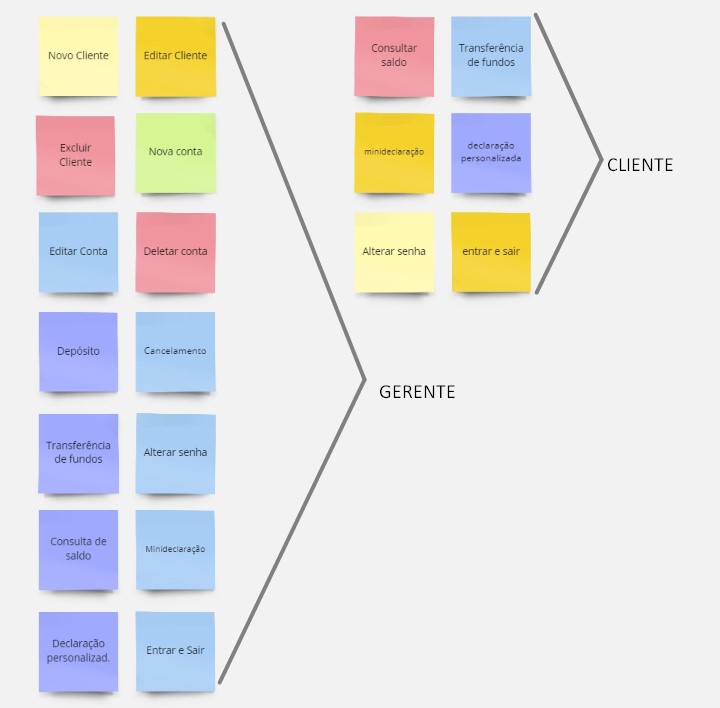 Novo Cliente
Editar Cliente
Excluir
Cliente
Nova conta
Editar Conta
Deletar conta
Depósito
Cancelamento
Transferência
de fundos
Alterar senha
Consulta de
saldo
Minideclaração
Declaração
personalizad.
Entrar e Sair
GERENTE
Consultar
saldo
Transferência
de fundos
minideclaração
declaração
personalizada
Alterar senha
entrar e sair
CLIENTE